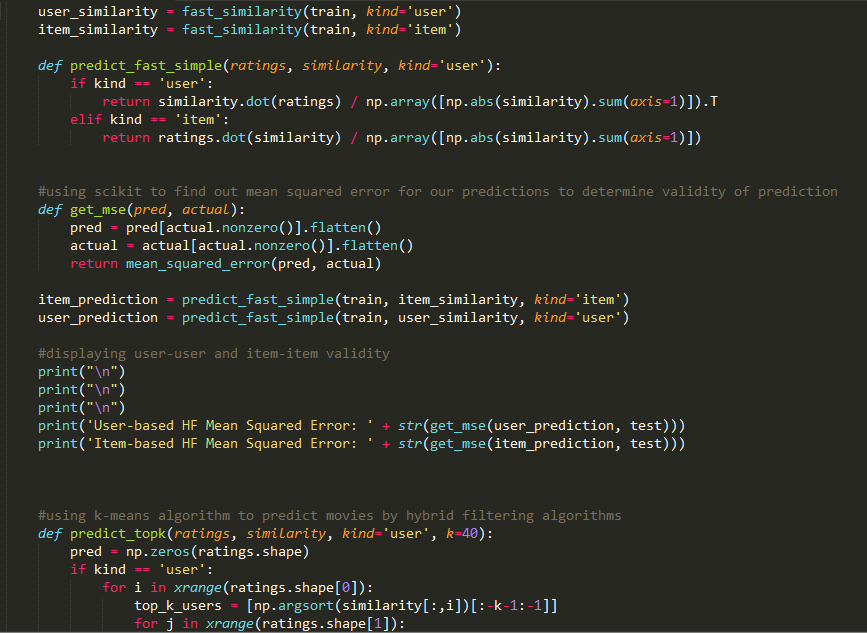 user_similarity = fast_similarity(train, kind='user')
item_similarity = fast_similarity(train, kind='item')
def predict_fast_simple(ratings, similarity, kind='user'):
    if kind == 'user':
        return similarity.dot(ratings) / np.array([np.abs(similarity).sum(axis=1)]).T
    elif kind == 'item':
        return ratings.dot(similarity) / np.array([np.abs(similarity).sum(axis=1)])
#using scikit to find out mean squared error for our predictions to determine validity of prediction
def get_mse(pred, actual):
    pred = pred[actual.nonzero()].flatten()
    actual = actual[actual.nonzero()].flatten()
    return mean_squared_error(pred, actual)
item_prediction = predict_fast_simple(train, item_similarity, kind='item')
user_prediction = predict_fast_simple(train, user_similarity, kind='user')
#displaying user-user and item-item validity
print("\n")
print("\n")
print("\n")
print('User-based HF Mean Squared Error: ' + str(get_mse(user_prediction, test)))
print('Item-based HF Mean Squared Error: ' + str(get_mse(item_prediction, test)))
#using k-means algorithm to predict movies by hybrid filtering algorithms
def predict_topk(ratings, similarity, kind='user', k=40):
    pred = np.zeros(ratings.shape)
    if kind == 'user':
        for i in xrange(ratings.shape[0]):
            top_k_users = [np.argsort(similarity[:,i])[:-k-1:-1]]
            for j in xrange(ratings.shape[1]):